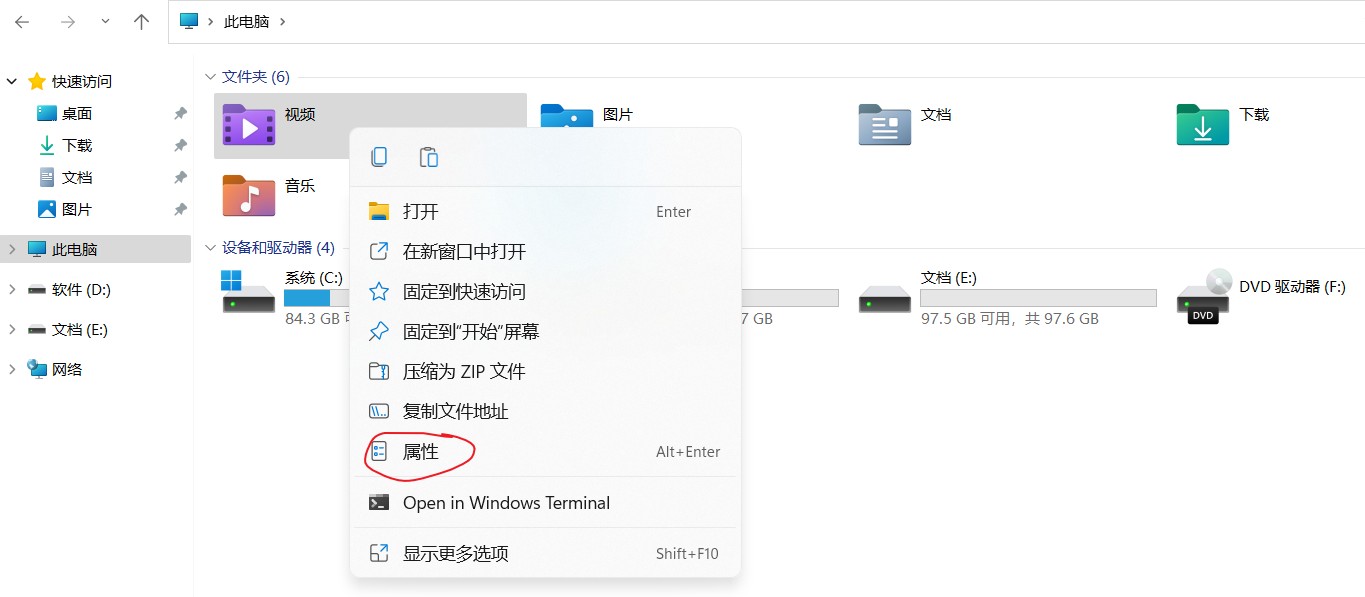 此电脑
快速访问
桌面
下载
文档
图片
此电脑
软件 (D:)
文档 (E:)
网络
文件夹 (6)
视频
图片
文档
下载
音乐
设备和驱动器 (4)
系统 (C:)
84.3 GB
7 GB
文档 (E:)
97.5 GB 可用，共 97.6 GB
DVD 驱动器 (F:)
DVD
打开 Enter
在新窗口中打开
固定到快速访问
固定到"开始"屏幕
压缩为 ZIP 文件
复制文件地址
属性 Alt+Enter
Open in Windows Terminal
显示更多选项 Shift+F10